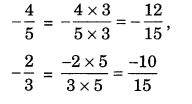 -4/5 = -(4 × 3)/(5 × 3) = -12/15,
-2/3 = (-2 × 5)/(3 × 5) = -10/15